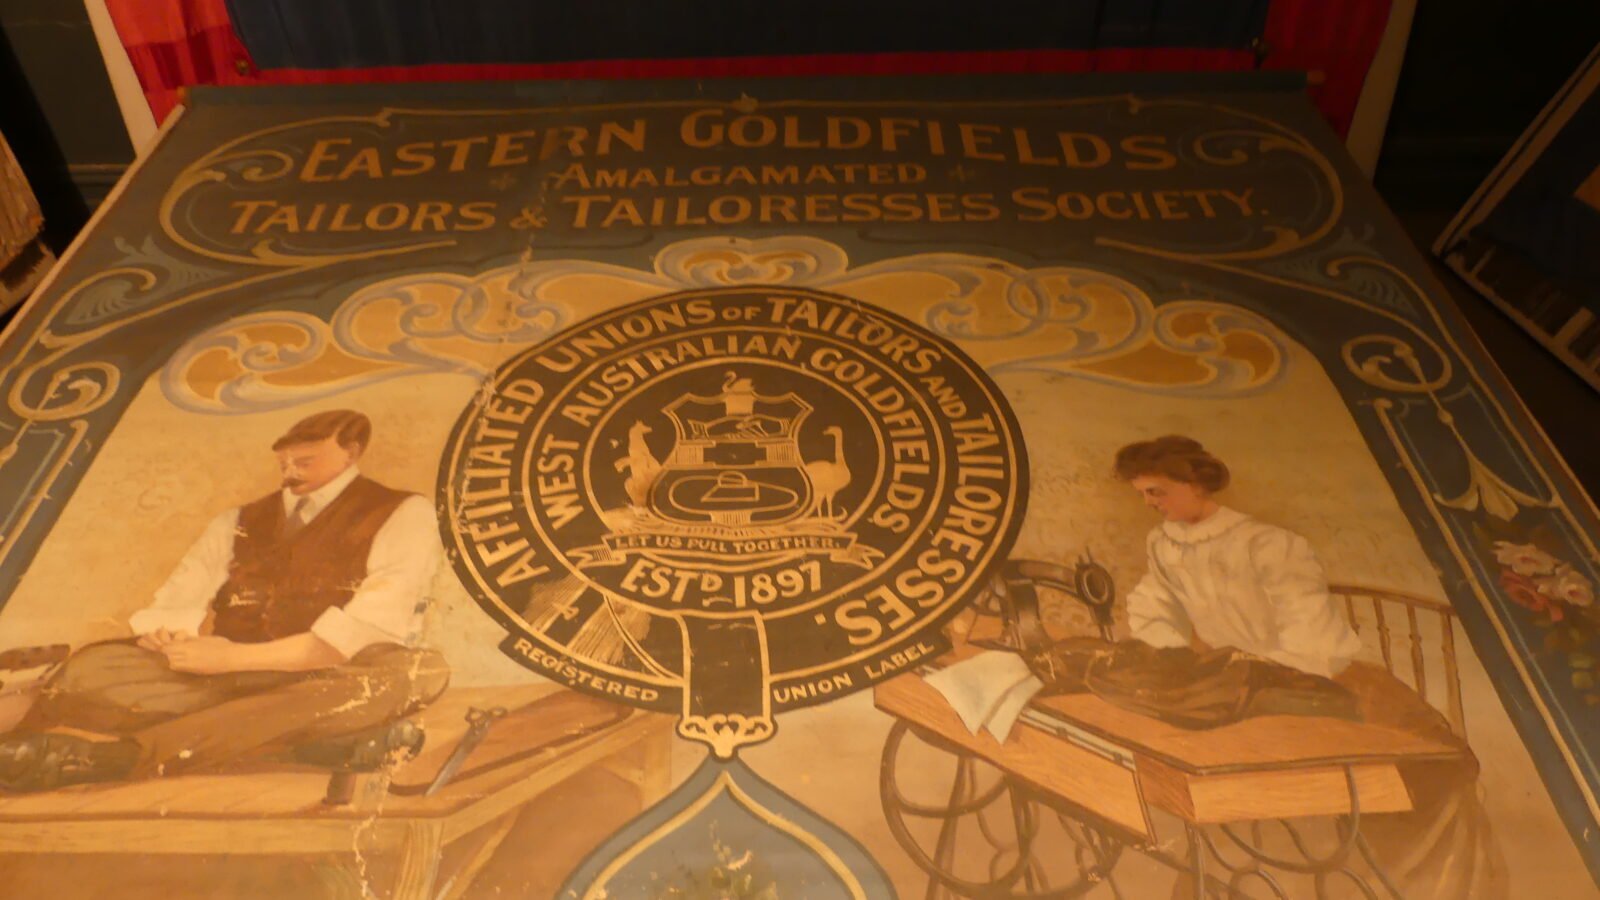 EASTERN GOLDFIELDS
AMALGAMATED
TAILORS & TAILORESSES SOCIETY.
AFFILIATED UNIONS OF TAILORS AND TAILORESSES.
WEST AUSTRALIAN GOLDFIELDS
LET US PULL TOGETHER.
ESTD 1897
REGISTERED UNION LABEL